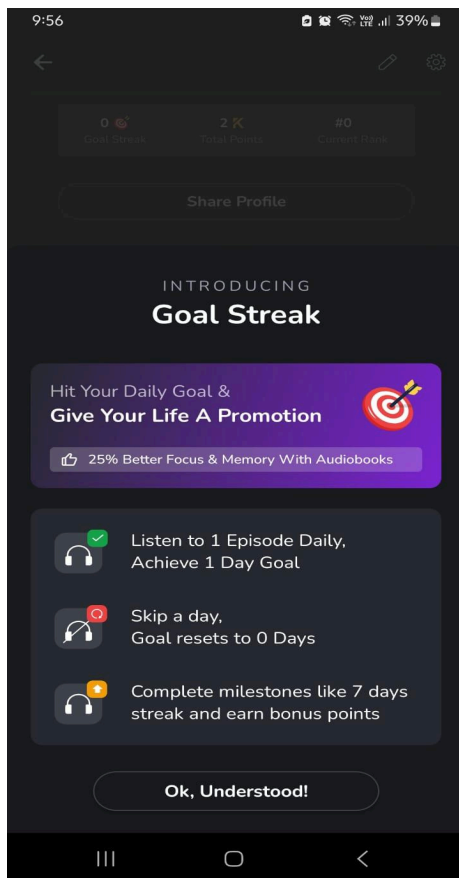 9:56
Vo)) LTE 39%
0
2
#0
Goal Streak
Total Points
Current Rank
Share Profile
INTRODUCING
Goal Streak
Hit Your Daily Goal &
Give Your Life A Promotion
25% Better Focus & Memory With Audiobooks
Listen to 1 Episode Daily,
Achieve 1 Day Goal
Skip a day,
Goal resets to 0 Days
Complete milestones like 7 days
streak and earn bonus points
Ok, Understood!